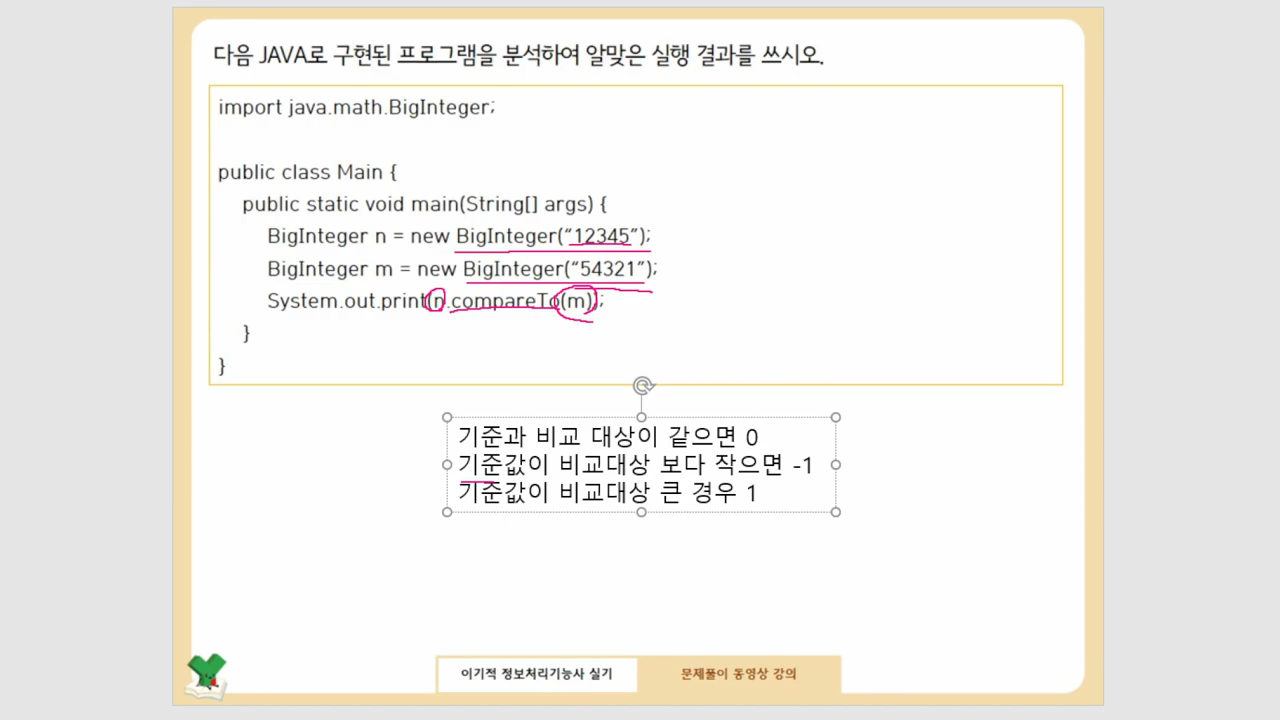 다음 JAVA로 구현된 프로그램을 분석하여 알맞은 실행 결과를 쓰시오.
import java.math.BigInteger;
public class Main {
public static void main(String[] args) {
BigInteger n = new BigInteger(“12345”);
BigInteger m = new BigInteger(“54321”);
System.out.print(n.compareTo(m));
}
}
기준과 비교 대상이 같으면 0
기준값이 비교대상 보다 작으면 -1
기준값이 비교대상 큰 경우 1
이기적 정보처리기능사 실기
문제풀이 동영상 강의